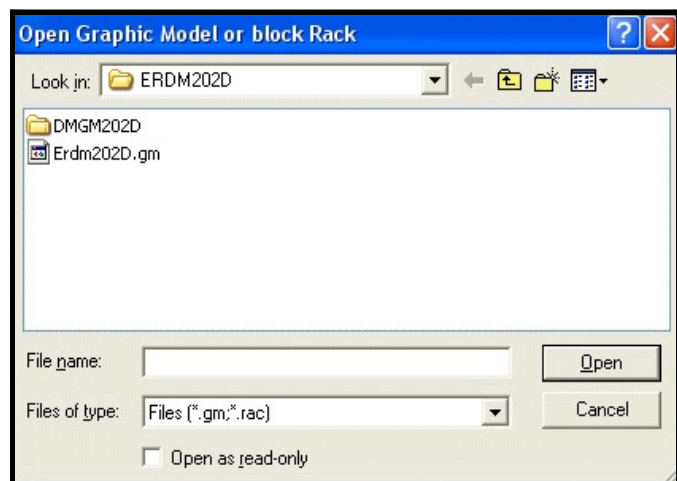 Open Graphic Model or block Rack
Look in: ERDM202D
DMGM202D
Erdm202D.gm
File name:
Open
Files of type: Files (*.gm;*.rac)
Cancel
Open as read-only